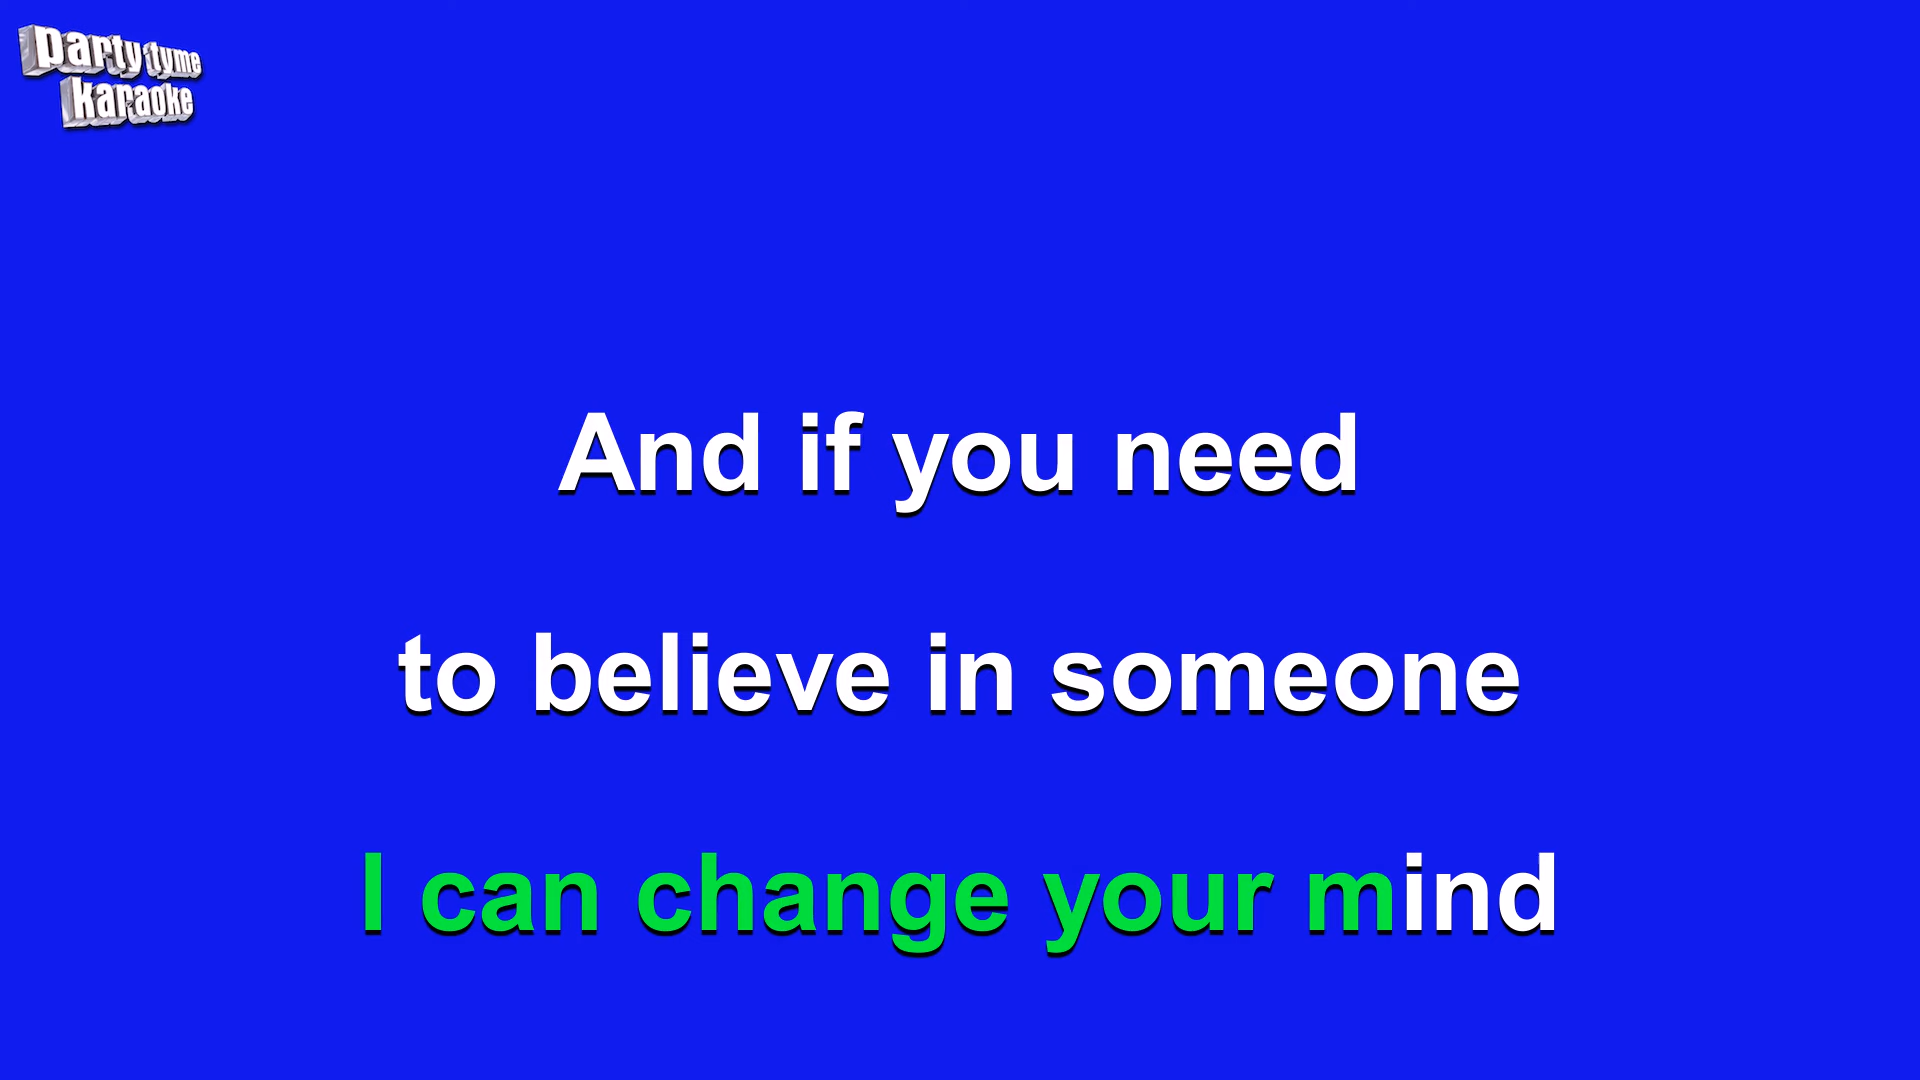 party tyme
karaoke
And if you need
to believe in someone
I can change your mind